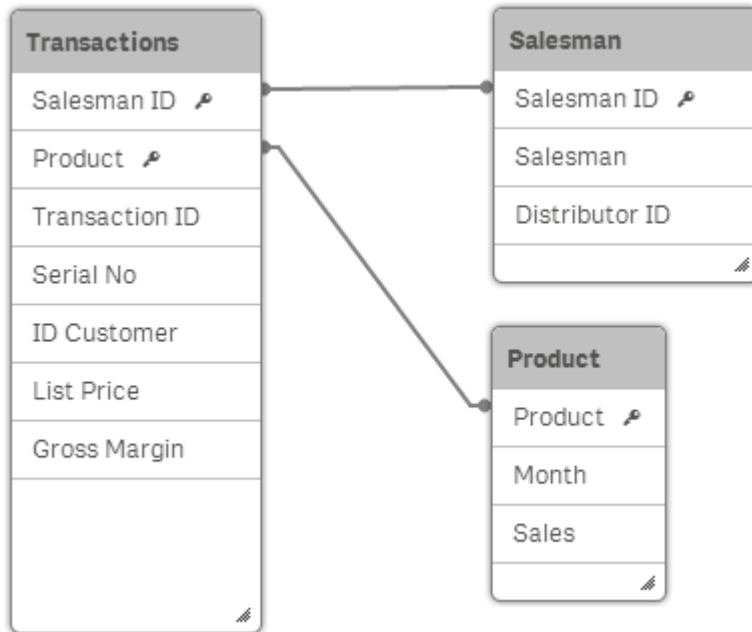 Transactions
Salesman ID
Product
Transaction ID
Serial No
ID Customer
List Price
Gross Margin
Salesman
Salesman ID
Salesman
Distributor ID
Product
Product
Month
Sales